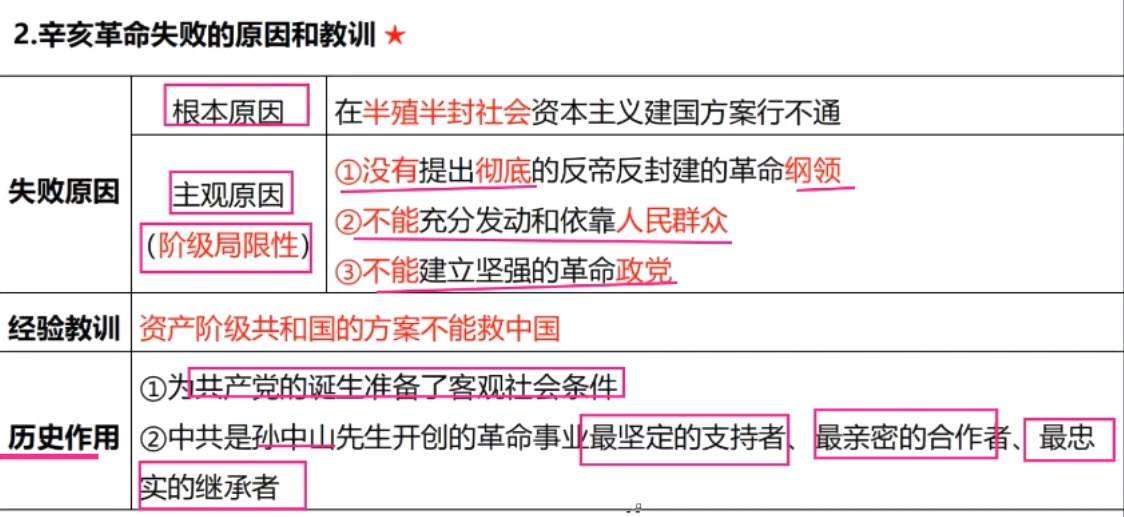 2.辛亥革命失败的原因和教训 ★
失败原因
根本原因
在半殖半封社会资本主义建国方案行不通
主观原因
(阶级局限性)
①没有提出彻底的反帝反封建的革命纲领
②不能充分发动和依靠人民群众
③不能建立坚强的革命政党
经验教训
资产阶级共和国的方案不能救中国
历史作用
①为共产党的诞生准备了客观社会条件
②中共是孙中山先生开创的革命事业最坚定的支持者、最亲密的合作者、最忠
实的继承者